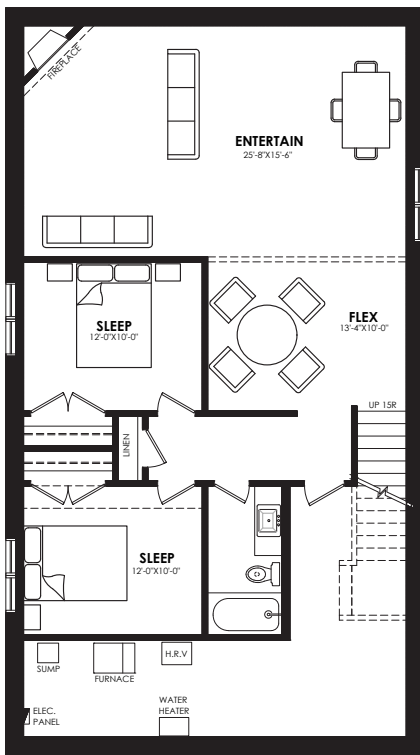 FIREPLACE
ENTERTAIN
25'-8"X15'-6"
SLEEP
12'-0"X10'-0"
FLEX
13'-4"X10'-0"
UP 15R
LINEN
SLEEP
12'-0"X10'-0"
SUMP
FURNACE
H.R.V
ELEC.
PANEL
WATER
HEATER